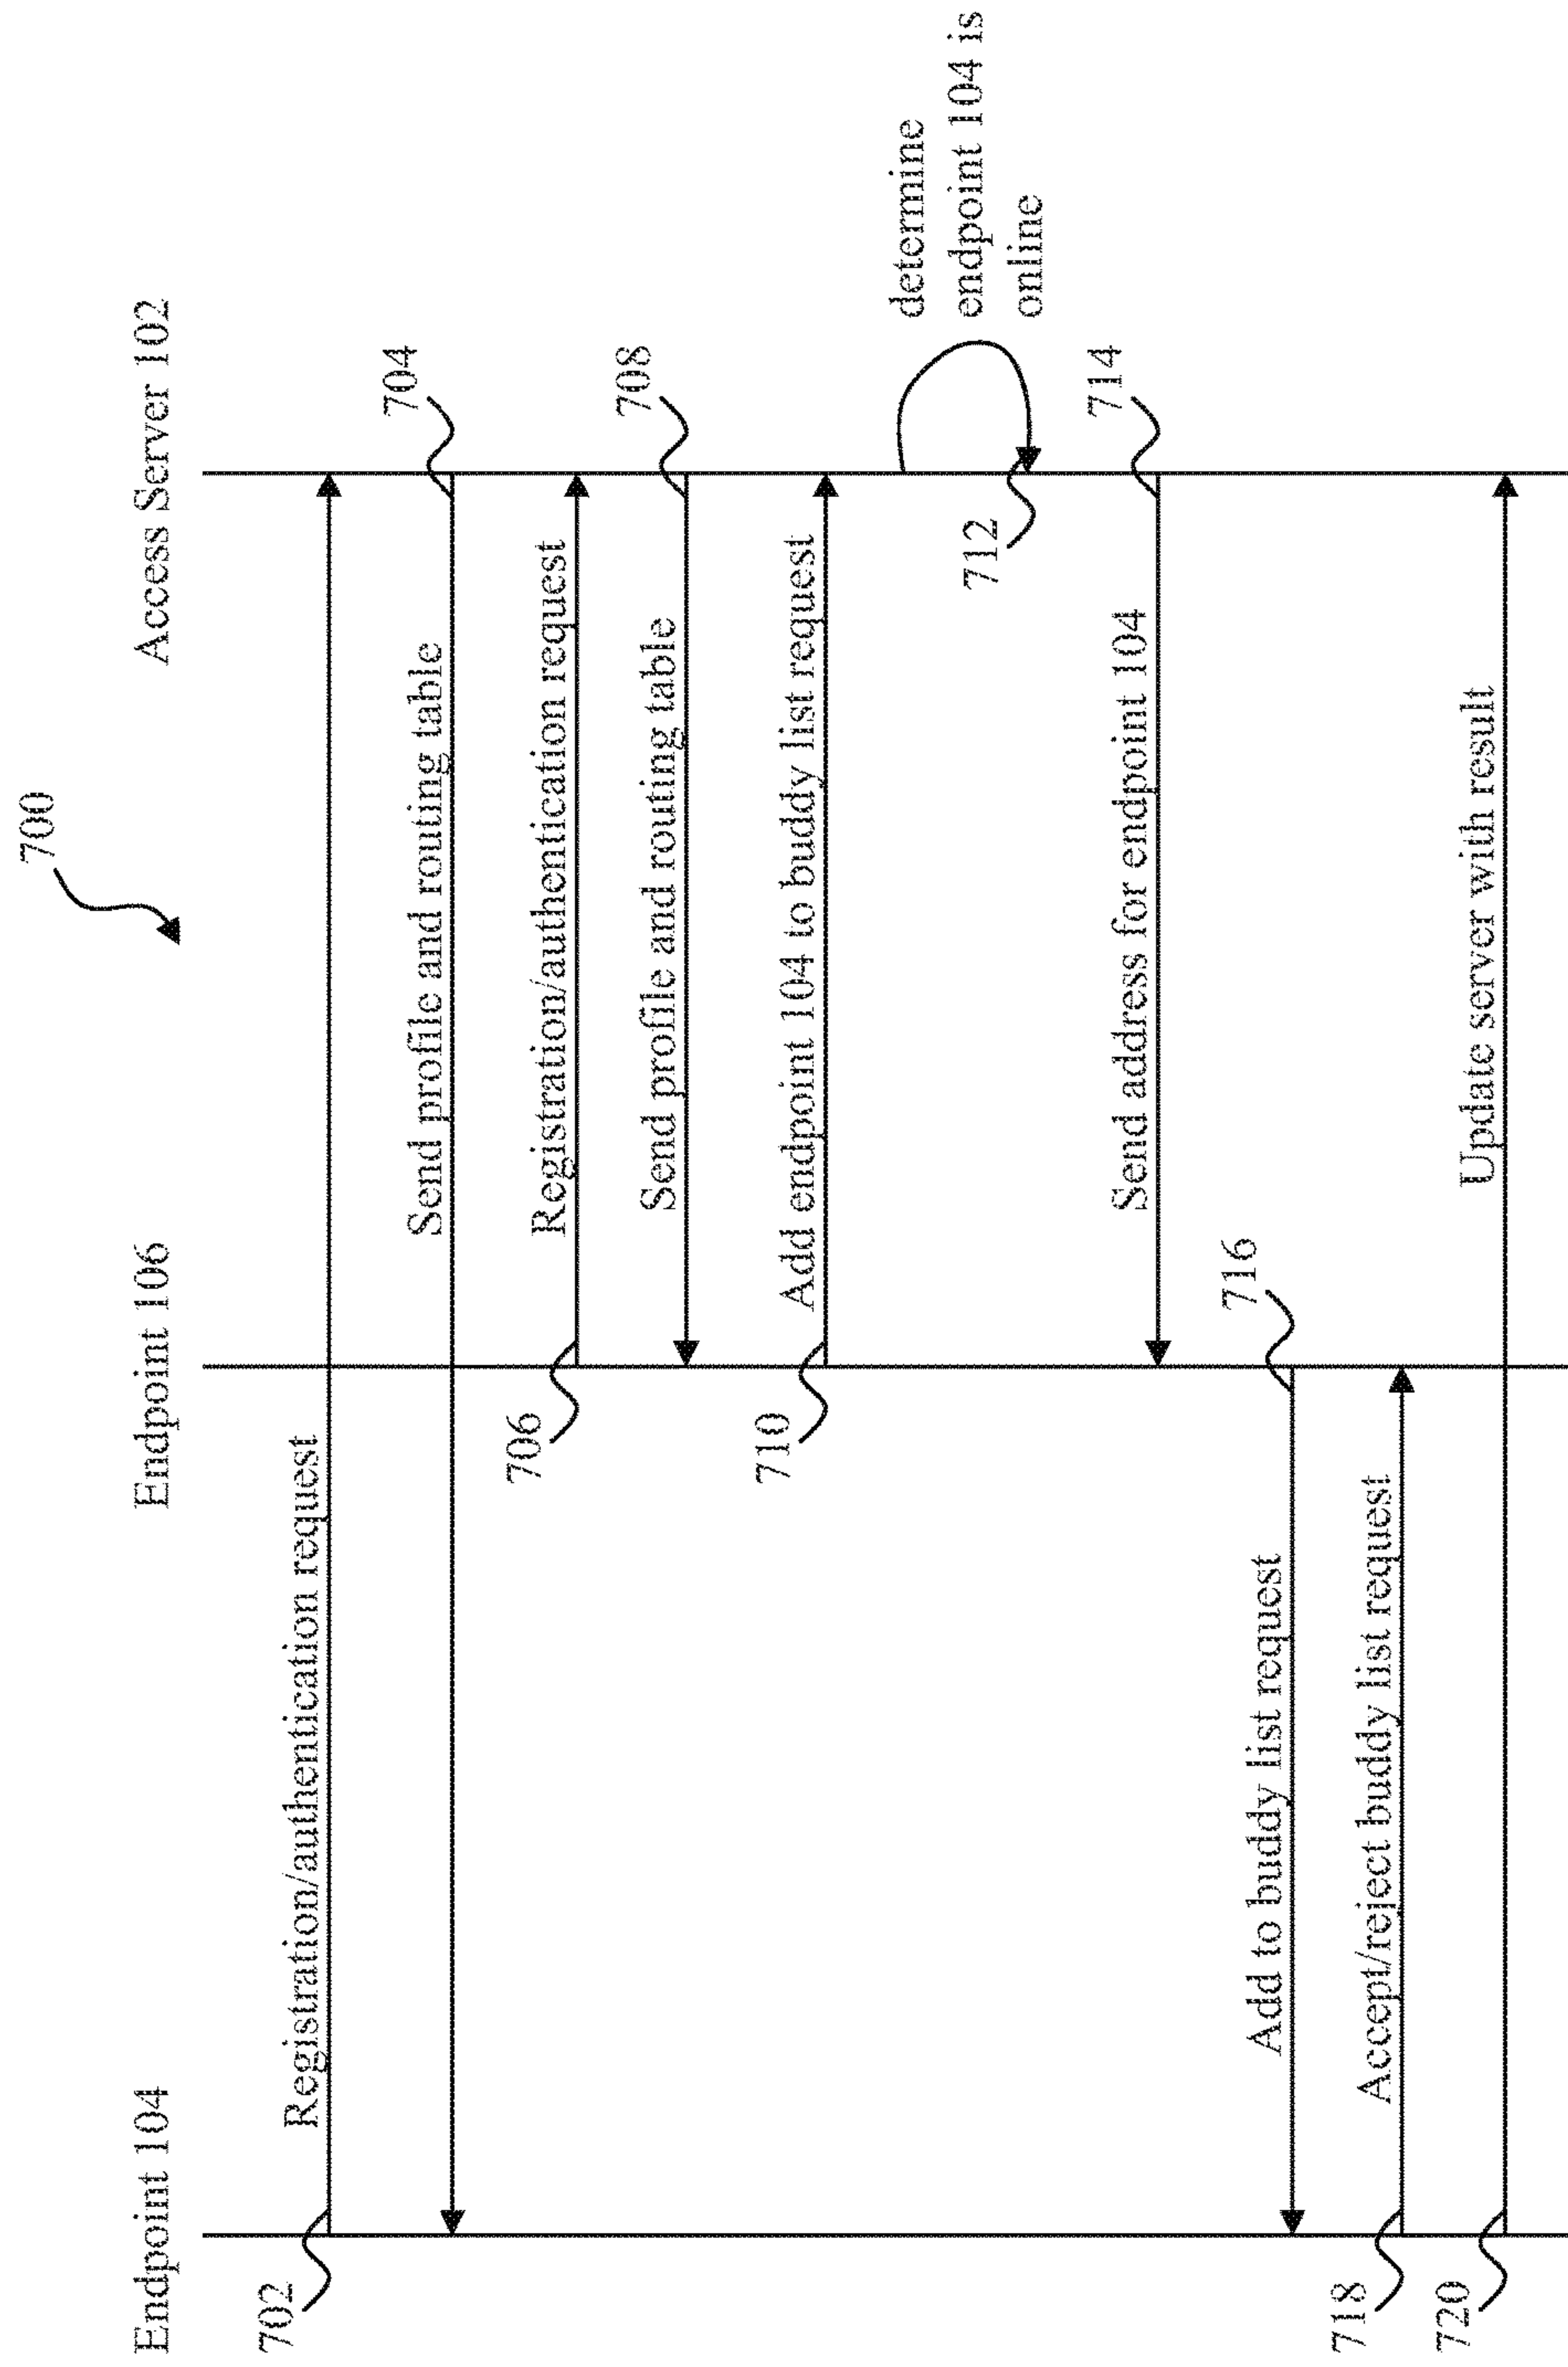 700
Endpoint 104
Endpoint 106
Access Server 102
Registration/authentication request
702
704
Send profile and routing table
Registration/authentication request
706
708
Send profile and routing table
Add endpoint 104 to buddy list request
710
determine
endpoint 104 is
online
712
714
Send address for endpoint 104
716
Add to buddy list request
Accept/reject buddy list request
718
Update server with result
720